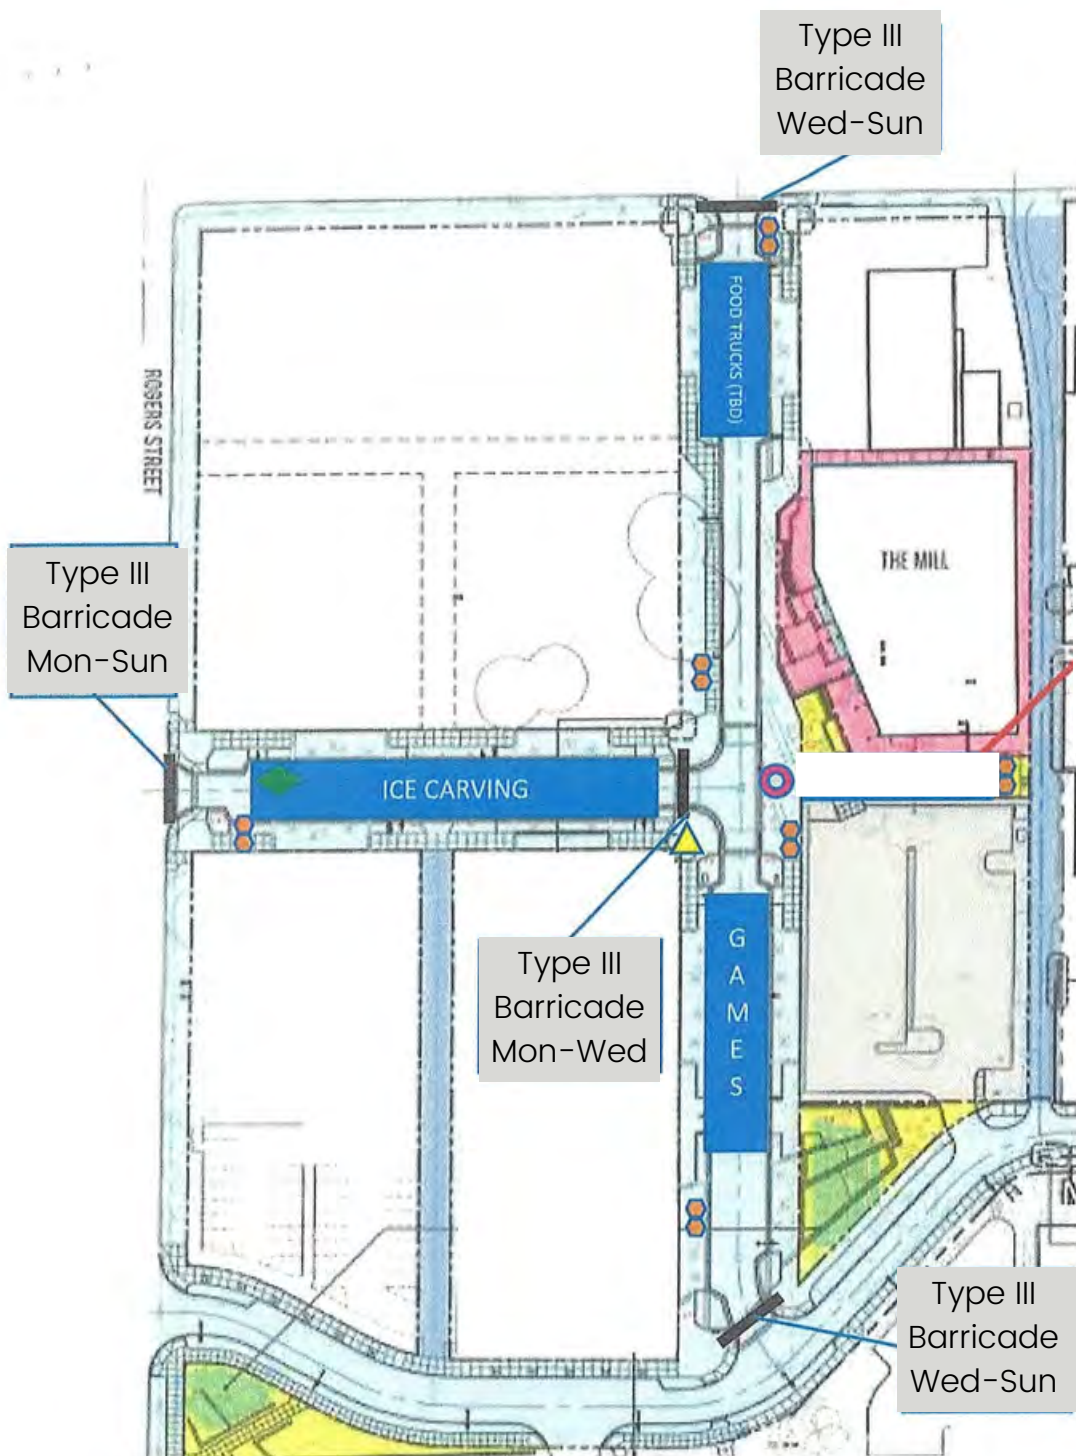 Type III
Barricade
Wed-Sun
FOOD TRUCKS (TBD)
ROGERS STREET
THE MILL
Type III
Barricade
Mon-Sun
ICE CARVING
Type III
Barricade
Mon-Wed
GAMES
Type III
Barricade
Wed-Sun